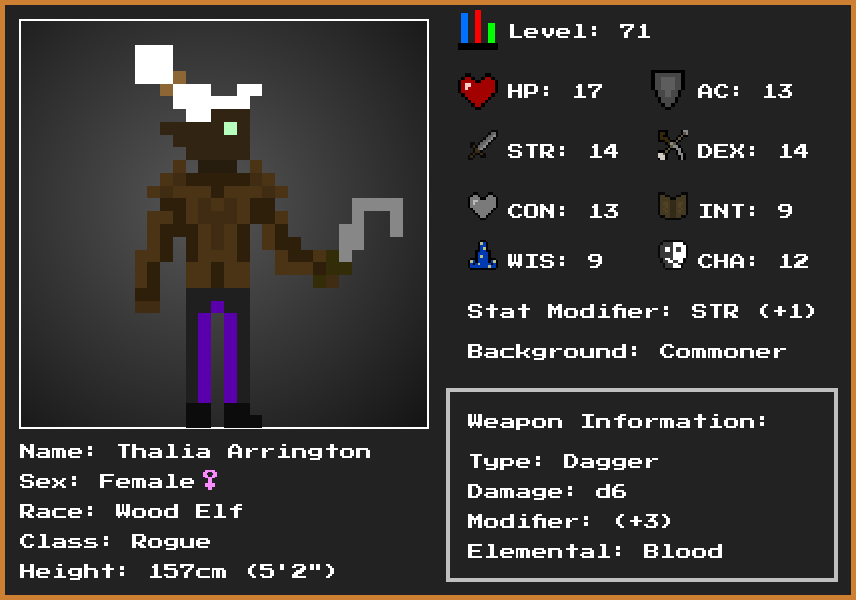 Level: 71
HP: 17
AC: 13
STR: 14
DEX: 14
CON: 13
INT: 9
WIS: 9
CHA: 12
Stat Modifier: STR (+1)
Background: Commoner
Weapon Information:
Type: Dagger
Damage: d6
Modifier: (+3)
Elemental: Blood
Name: Thalia Arrington
Sex: Female♀
Race: Wood Elf
Class: Rogue
Height: 157cm (5'2")